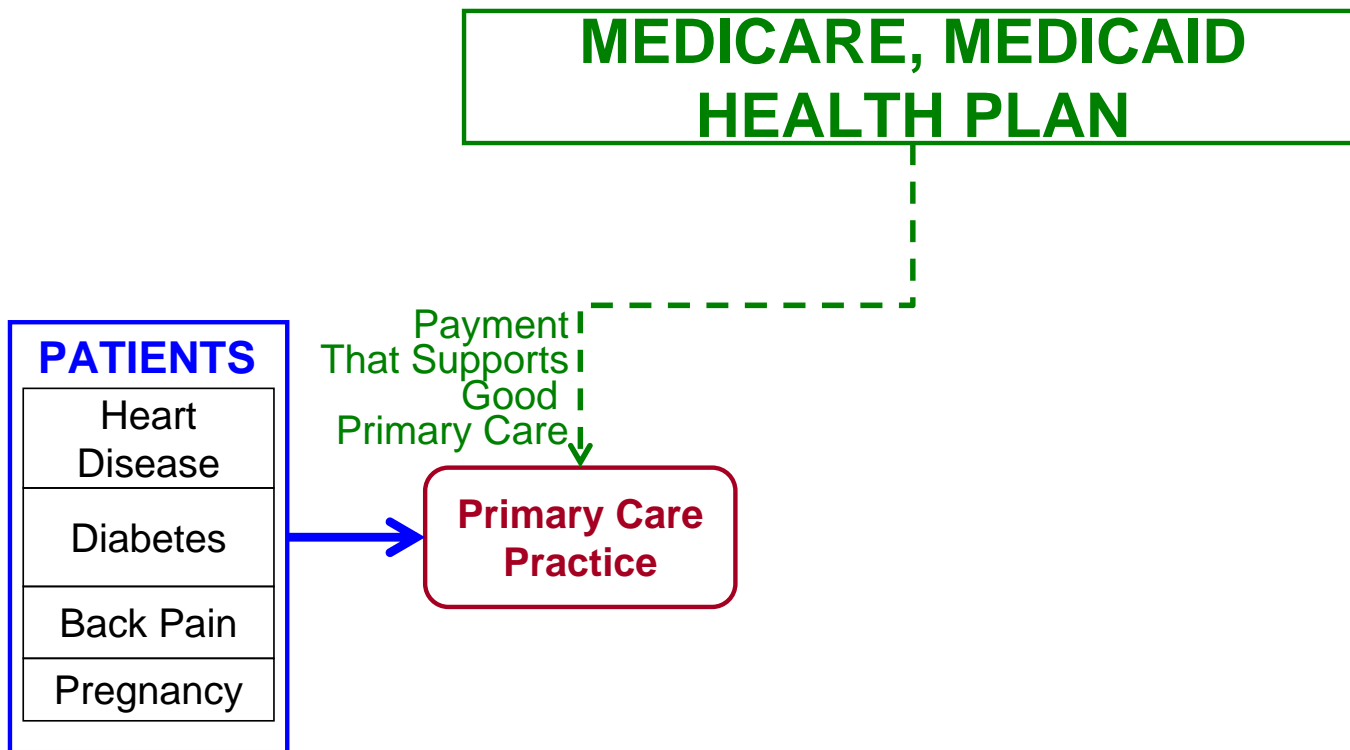 MEDICARE, MEDICAID
HEALTH PLAN
Payment
That Supports
Good
Primary Care
PATIENTS
Heart
Disease
Diabetes
Back Pain
Pregnancy
Primary Care
Practice